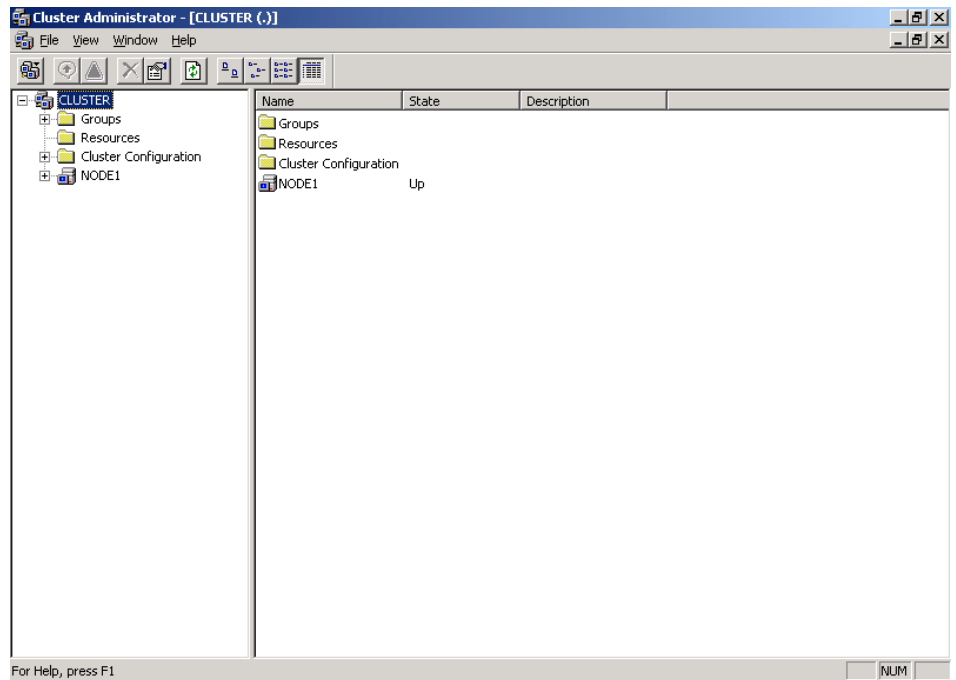 Cluster Administrator - [CLUSTER (.)]
File View Window Help
CLUSTER
Groups
Resources
Cluster Configuration
NODE1
Name State Description
Groups
Resources
Cluster Configuration
NODE1 Up
For Help, press F1 NUM